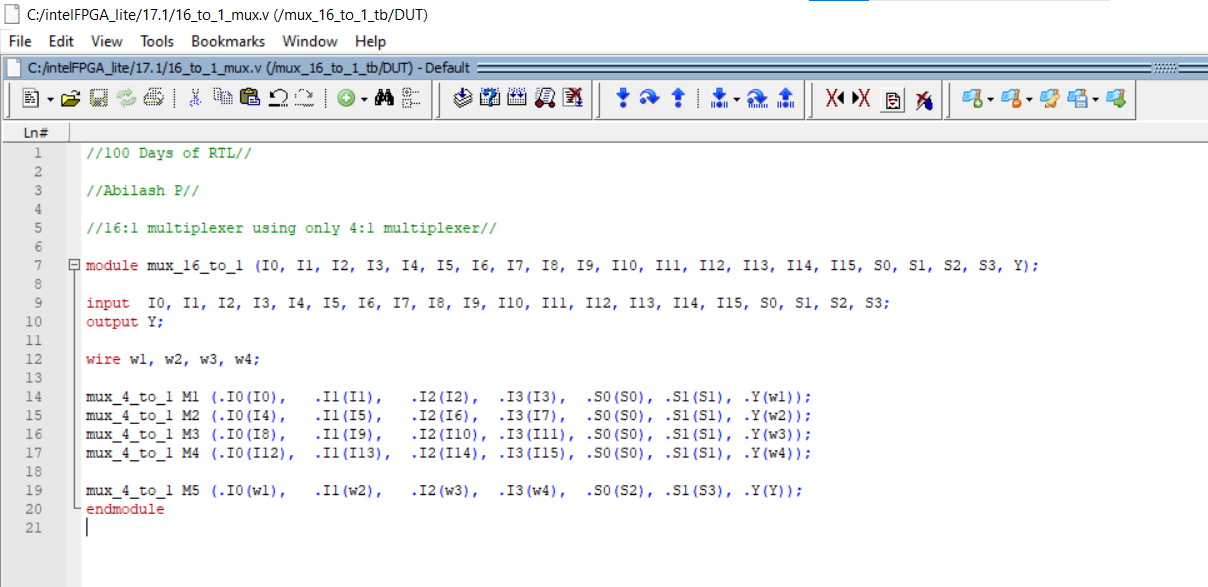 C:/intelFPGA_lite/17.1/16_to_1_mux.v (/mux_16_to_1_tb/DUT)
File Edit View Tools Bookmarks Window Help
C:/intelFPGA_lite/17.1/16_to_1_mux.v (/mux_16_to_1_tb/DUT) - Default
Ln#
1 //100 Days of RTL//
2
3 //Abilash P//
4
5 //16:1 multiplexer using only 4:1 multiplexer//
6
7 module mux_16_to_1 (I0, I1, I2, I3, I4, I5, I6, I7, I8, I9, I10, I11, I12, I13, I14, I15, S0, S1, S2, S3, Y);
8
9 input I0, I1, I2, I3, I4, I5, I6, I7, I8, I9, I10, I11, I12, I13, I14, I15, S0, S1, S2, S3;
10 output Y;
11
12 wire w1, w2, w3, w4;
13
14 mux_4_to_1 M1 (.I0(I0), .I1(I1), .I2(I2), .I3(I3), .S0(S0), .S1(S1), .Y(w1));
15 mux_4_to_1 M2 (.I0(I4), .I1(I5), .I2(I6), .I3(I7), .S0(S0), .S1(S1), .Y(w2));
16 mux_4_to_1 M3 (.I0(I8), .I1(I9), .I2(I10), .I3(I11), .S0(S0), .S1(S1), .Y(w3));
17 mux_4_to_1 M4 (.I0(I12), .I1(I13), .I2(I14), .I3(I15), .S0(S0), .S1(S1), .Y(w4));
18
19 mux_4_to_1 M5 (.I0(w1), .I1(w2), .I2(w3), .I3(w4), .S0(S2), .S1(S3), .Y(Y));
20 endmodule
21